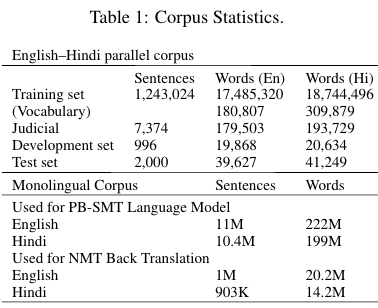 Table 1: Corpus Statistics.
English–Hindi parallel corpus
Sentences Words (En) Words (Hi)
Training set 1,243,024 17,485,320 18,744,496
(Vocabulary) 180,807 309,879
Judicial 7,374 179,503 193,729
Development set 996 19,868 20,634
Test set 2,000 39,627 41,249
Monolingual Corpus Sentences Words
Used for PB-SMT Language Model
English 11M 222M
Hindi 10.4M 199M
Used for NMT Back Translation
English 1M 20.2M
Hindi 903K 14.2M